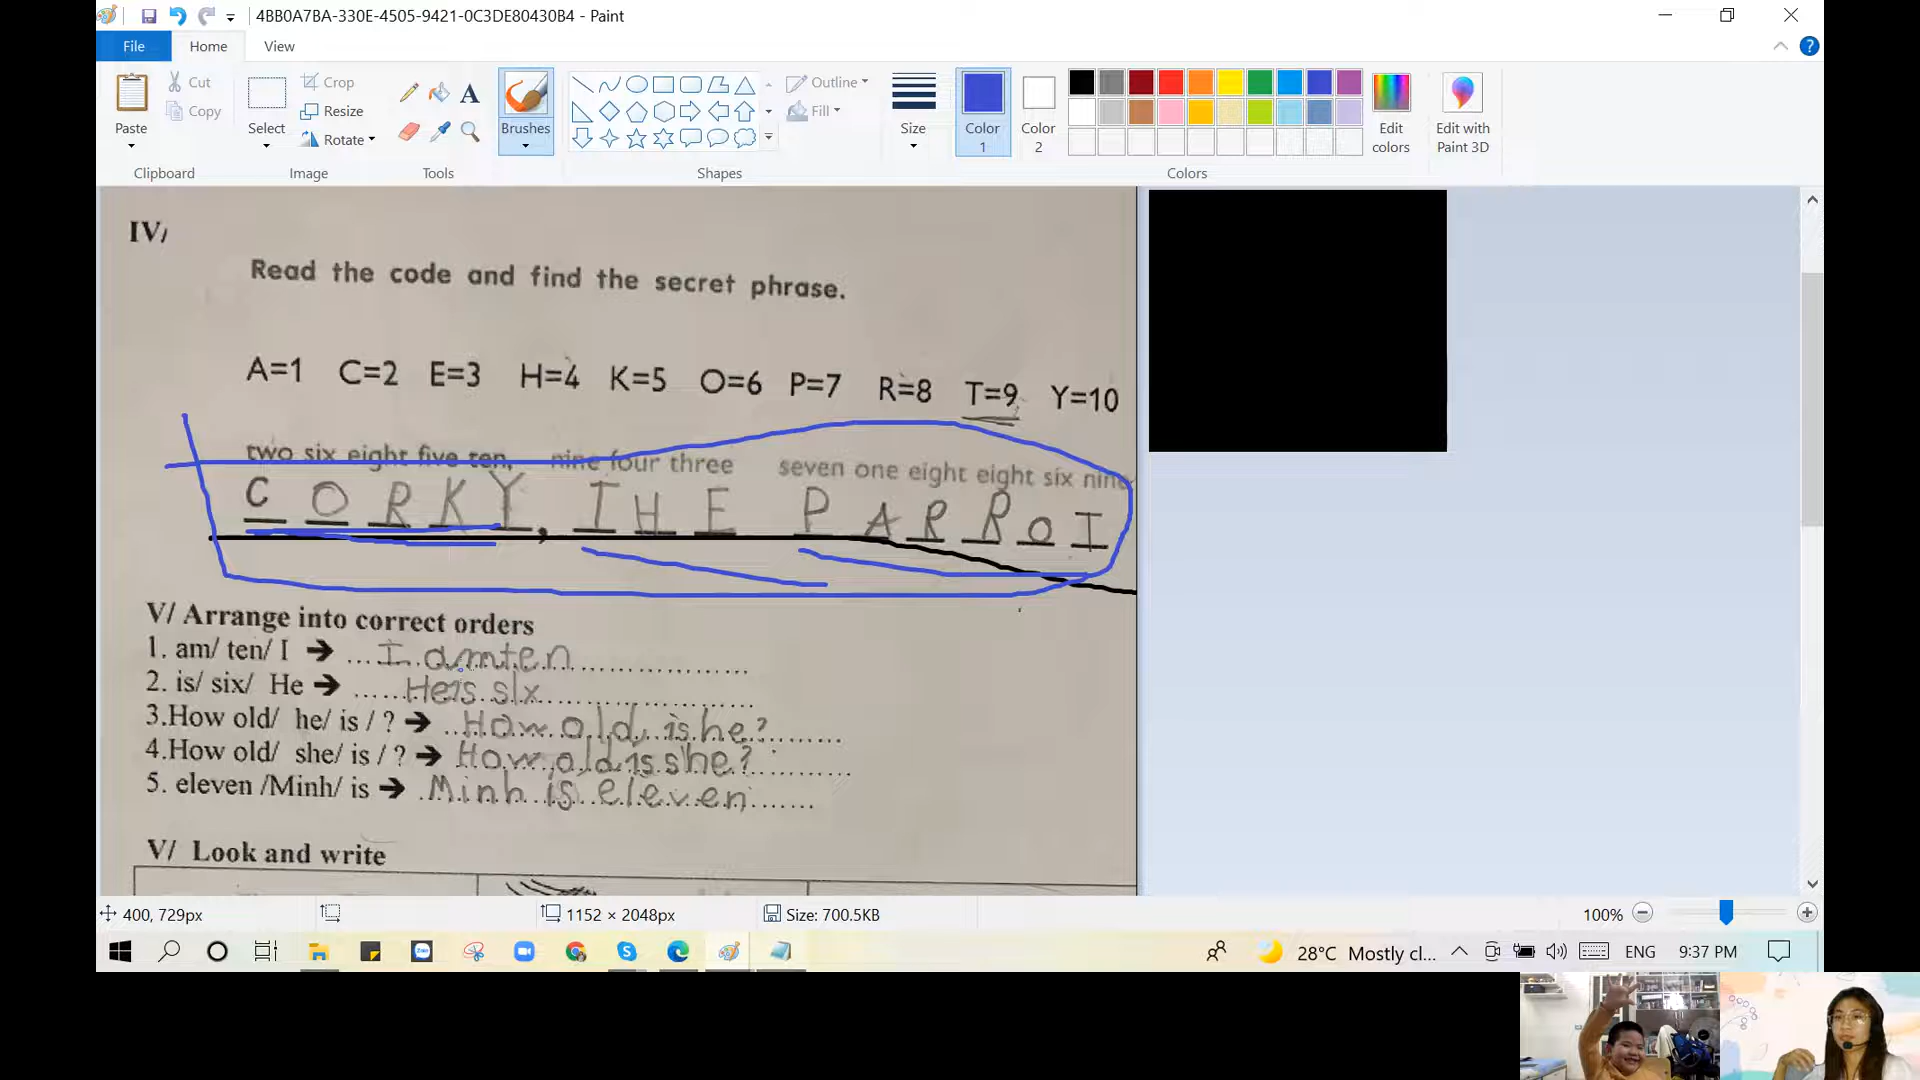 4BB0A7BA-330E-4505-9421-0C3DE80430B4 - Paint
File Home View
Paste Cut Copy Clipboard
Select Crop Resize Rotate Image
Tools
Brushes
Shapes
Outline Fill
Size
Color 1 Color 2
Edit colors
Colors
Edit with Paint 3D
IV/
Read the code and find the secret phrase.
A=1 C=2 E=3 H=4 K=5 O=6 P=7 R=8 T=9 Y=10
two six eight five ten, nine four three seven one eight eight six nine
C O R K Y, T H E P A R R O T
V/ Arrange into correct orders
1. am/ ten/ I ➔ ...I am ten..............
2. is/ six/ He ➔ .....He is six..............
3.How old/ he/ is / ? ➔ ..How old is he?........
4.How old/ she/ is / ? ➔ How old is she?..........
5. eleven /Minh/ is ➔ .Minh is eleven.......
V/ Look and write
400, 729px 1152 × 2048px Size: 700.5KB 100%
28°C Mostly cl... ENG 9:37 PM